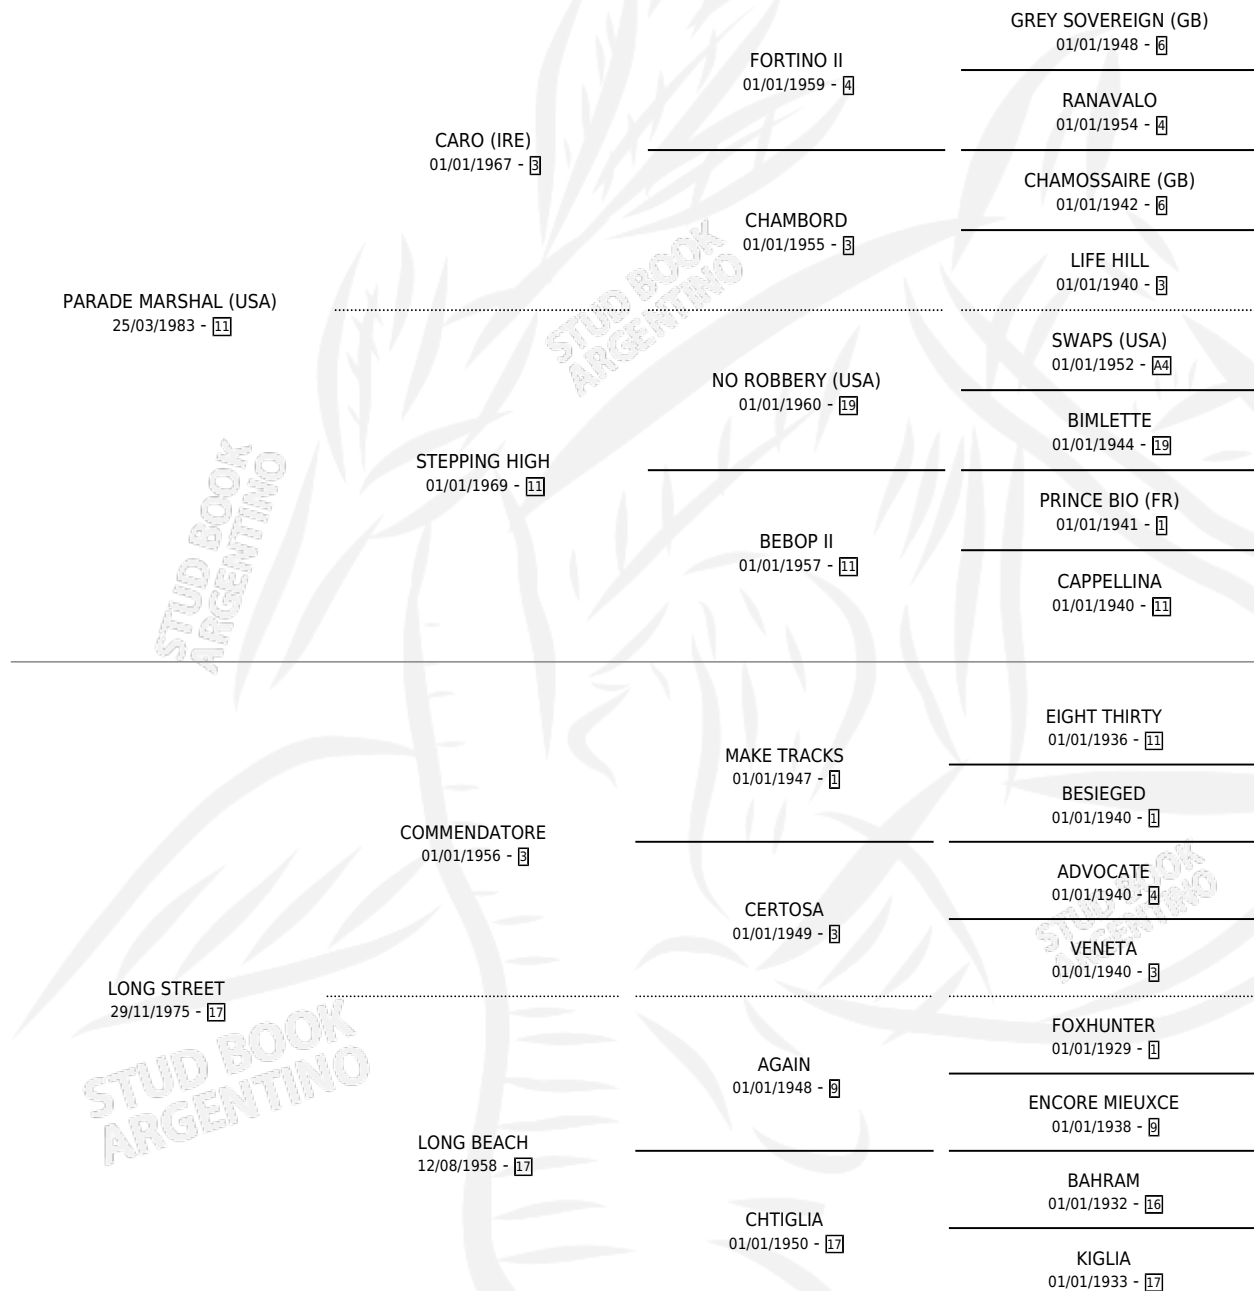 GREY SOVEREIGN (GB)
01/01/1948 - 6
FORTINO II
01/01/1959 - 4
RANAVALO
01/01/1954 - 4
CARO (IRE)
01/01/1967 - 3
CHAMOSSAIRE (GB)
01/01/1942 - 6
CHAMBORD
01/01/1955 - 3
LIFE HILL
01/01/1940 - 3
PARADE MARSHAL (USA)
25/03/1983 - 11
SWAPS (USA)
01/01/1952 - A4
NO ROBBERY (USA)
01/01/1960 - 19
BIMLETTE
01/01/1944 - 19
STEPPING HIGH
01/01/1969 - 11
PRINCE BIO (FR)
01/01/1941 - 1
BEBOP II
01/01/1957 - 11
CAPPELLINA
01/01/1940 - 11
EIGHT THIRTY
01/01/1936 - 11
MAKE TRACKS
01/01/1947 - 1
BESIEGED
01/01/1940 - 1
COMMENDATORE
01/01/1956 - 3
ADVOCATE
01/01/1940 - 4
CERTOSA
01/01/1949 - 3
VENETA
01/01/1940 - 3
LONG STREET
29/11/1975 - 17
FOXHUNTER
01/01/1929 - 1
AGAIN
01/01/1948 - 9
ENCORE MIEUXCE
01/01/1938 - 9
LONG BEACH
12/08/1958 - 17
BAHRAM
01/01/1932 - 16
CHTIGLIA
01/01/1950 - 17
KIGLIA
01/01/1933 - 17
STUD BOOK
ARGENTINO
STUD BOOK
ARGENTINO
STUD BOOK
ARGENTINO
STUD BOOK
ARGENTINO